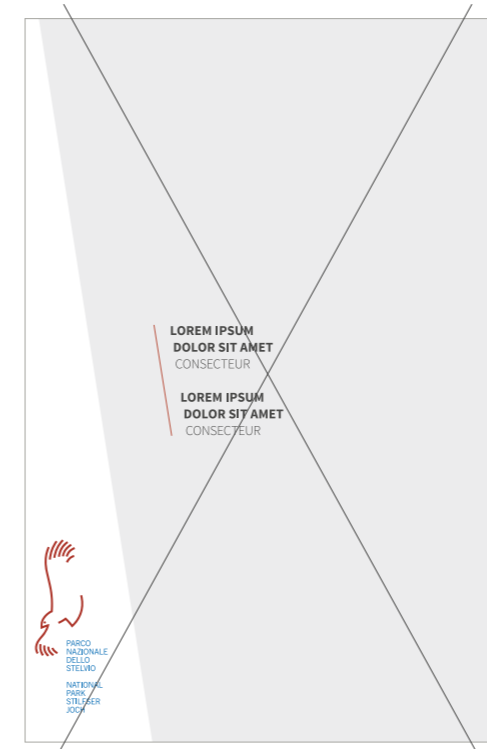 LOREM IPSUM
DOLOR SIT AMET
CONSECTEUR
LOREM IPSUM
DOLOR SIT AMET
CONSECTEUR
PARCO
NAZIONALE
DELLO
STELVIO
NATIONAL
PARK
STILFSER
JOCH